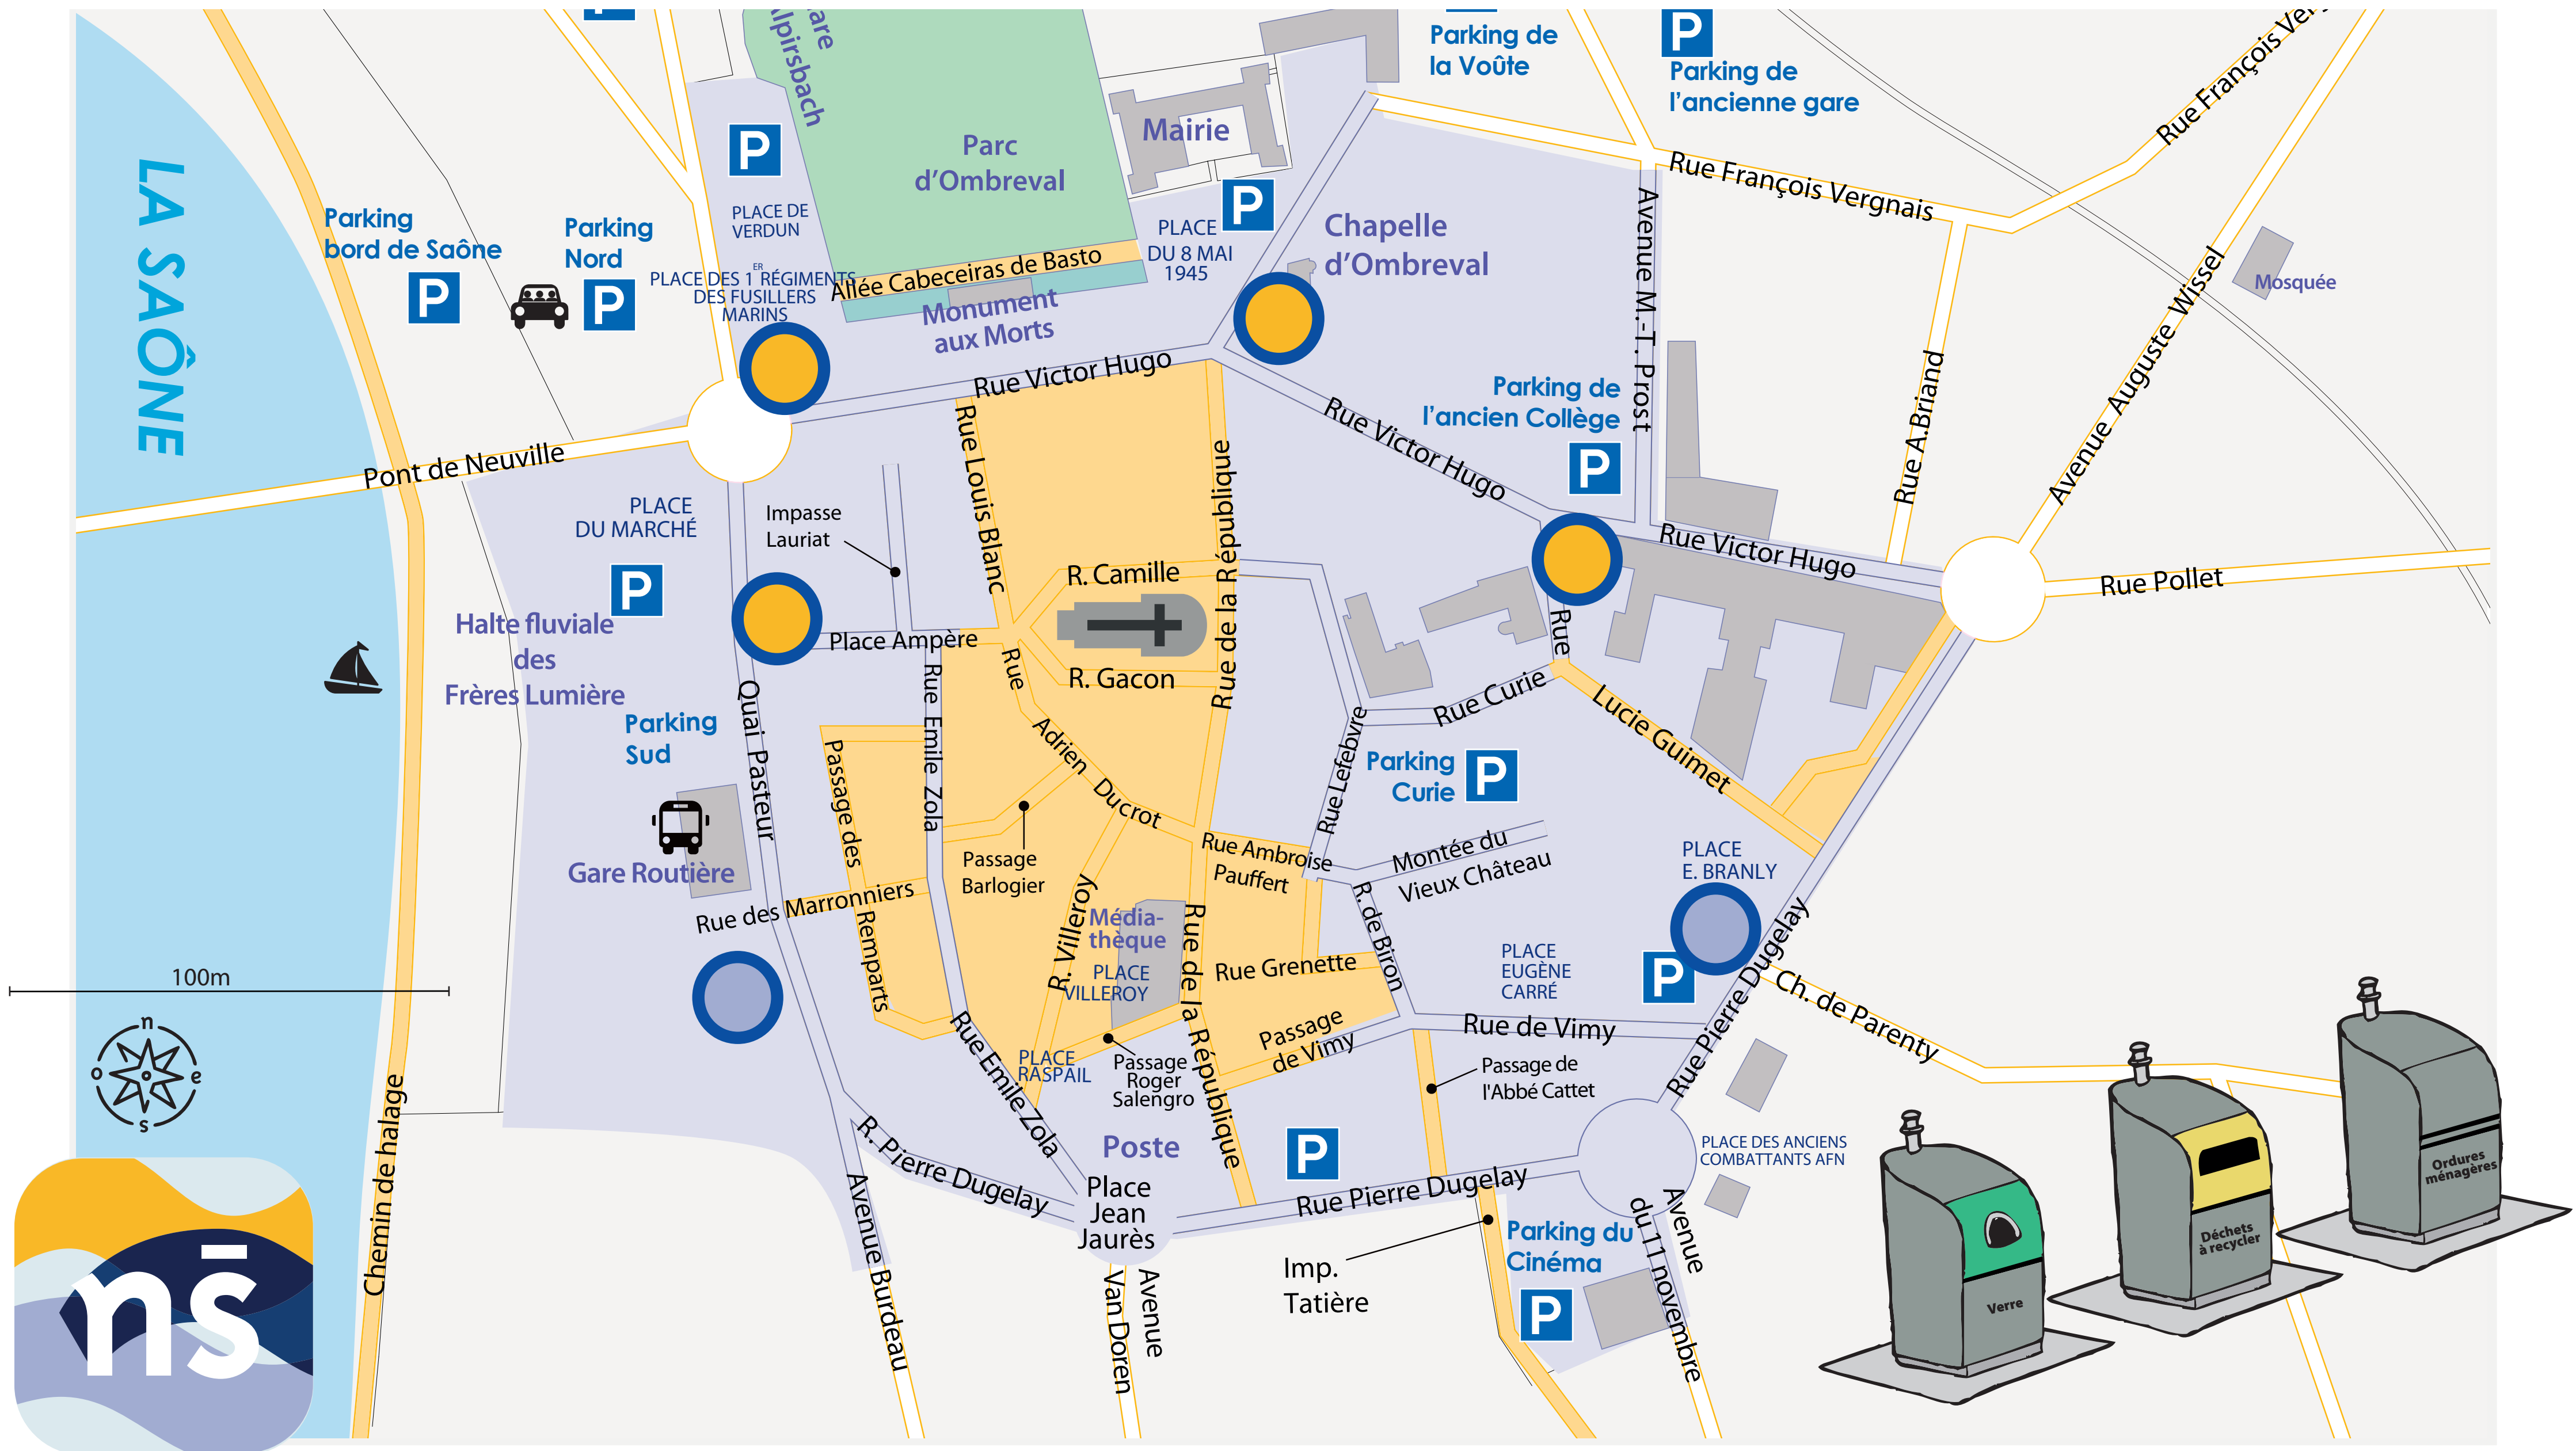 Alpirsbach
Parking de
la Voûte
P
Parking de
l'ancienne gare
Rue François
Mairie
P
Parc
d'Ombreval
Rue François Vergnais
LA SAÔNE
Parking
bord de Saône
P
Parking
Nord
P
PLACE DE
VERDUN
PLACE DES 1ER RÉGIMENTS
DES FUSILLERS
MARINS
Allée Cabeceiras de Basto
Monument
aux Morts
P
PLACE
DU 8 MAI
1945
Chapelle
d'Ombreval
Avenue M.-T. Prost
Mosquée
Avenue Auguste Wissel
Rue A.Briand
Rue Victor Hugo
Rue Victor Hugo
Parking de
l'ancien Collège
P
Rue Victor Hugo
Rue Pollet
Pont de Neuville
PLACE
DU MARCHÉ
P
Impasse
Lauriat
Rue Louis Blanc
R. Camille
Rue de la République
Place Ampère
R. Gacon
Halte fluviale
des
Frères Lumière
Parking
Sud
Quai Pasteur
Rue Emile Zola
Rue
Adrien
Ducrot
Rue
Lucie Guimet
Rue Curie
Rue Lefebvre
Parking
Curie
P
Passage des
Remparts
Passage
Barlogier
Rue Ambroise
Pauffert
Montée du
Vieux Château
Gare Routière
Rue des Marronniers
R. Villeroy
Média-
thèque
PLACE
VILLEROY
Rue de la République
R. de Biron
Rue Grenette
PLACE
E. BRANLY
P
PLACE
EUGÈNE
CARRÉ
Rue Pierre Dugelay
Ch. de Parenty
100m
n
o
e
s
Rue Emile Zola
PLACE
RASPAIL
Passage
Roger
Salengro
Passage
de Vimy
Rue de Vimy
Passage de
l'Abbé Cattet
Chemin de halage
R. Pierre Dugelay
Poste
Place
Jean
Jaurès
P
Rue Pierre Dugelay
PLACE DES ANCIENS
COMBATTANTS AFN
Avenue
du 11 novembre
Avenue Burdeau
Avenue
Van Doren
Imp.
Tatière
Parking du
Cinéma
P
Verre
Déchets
à recycler
Ordures
ménagères
ns